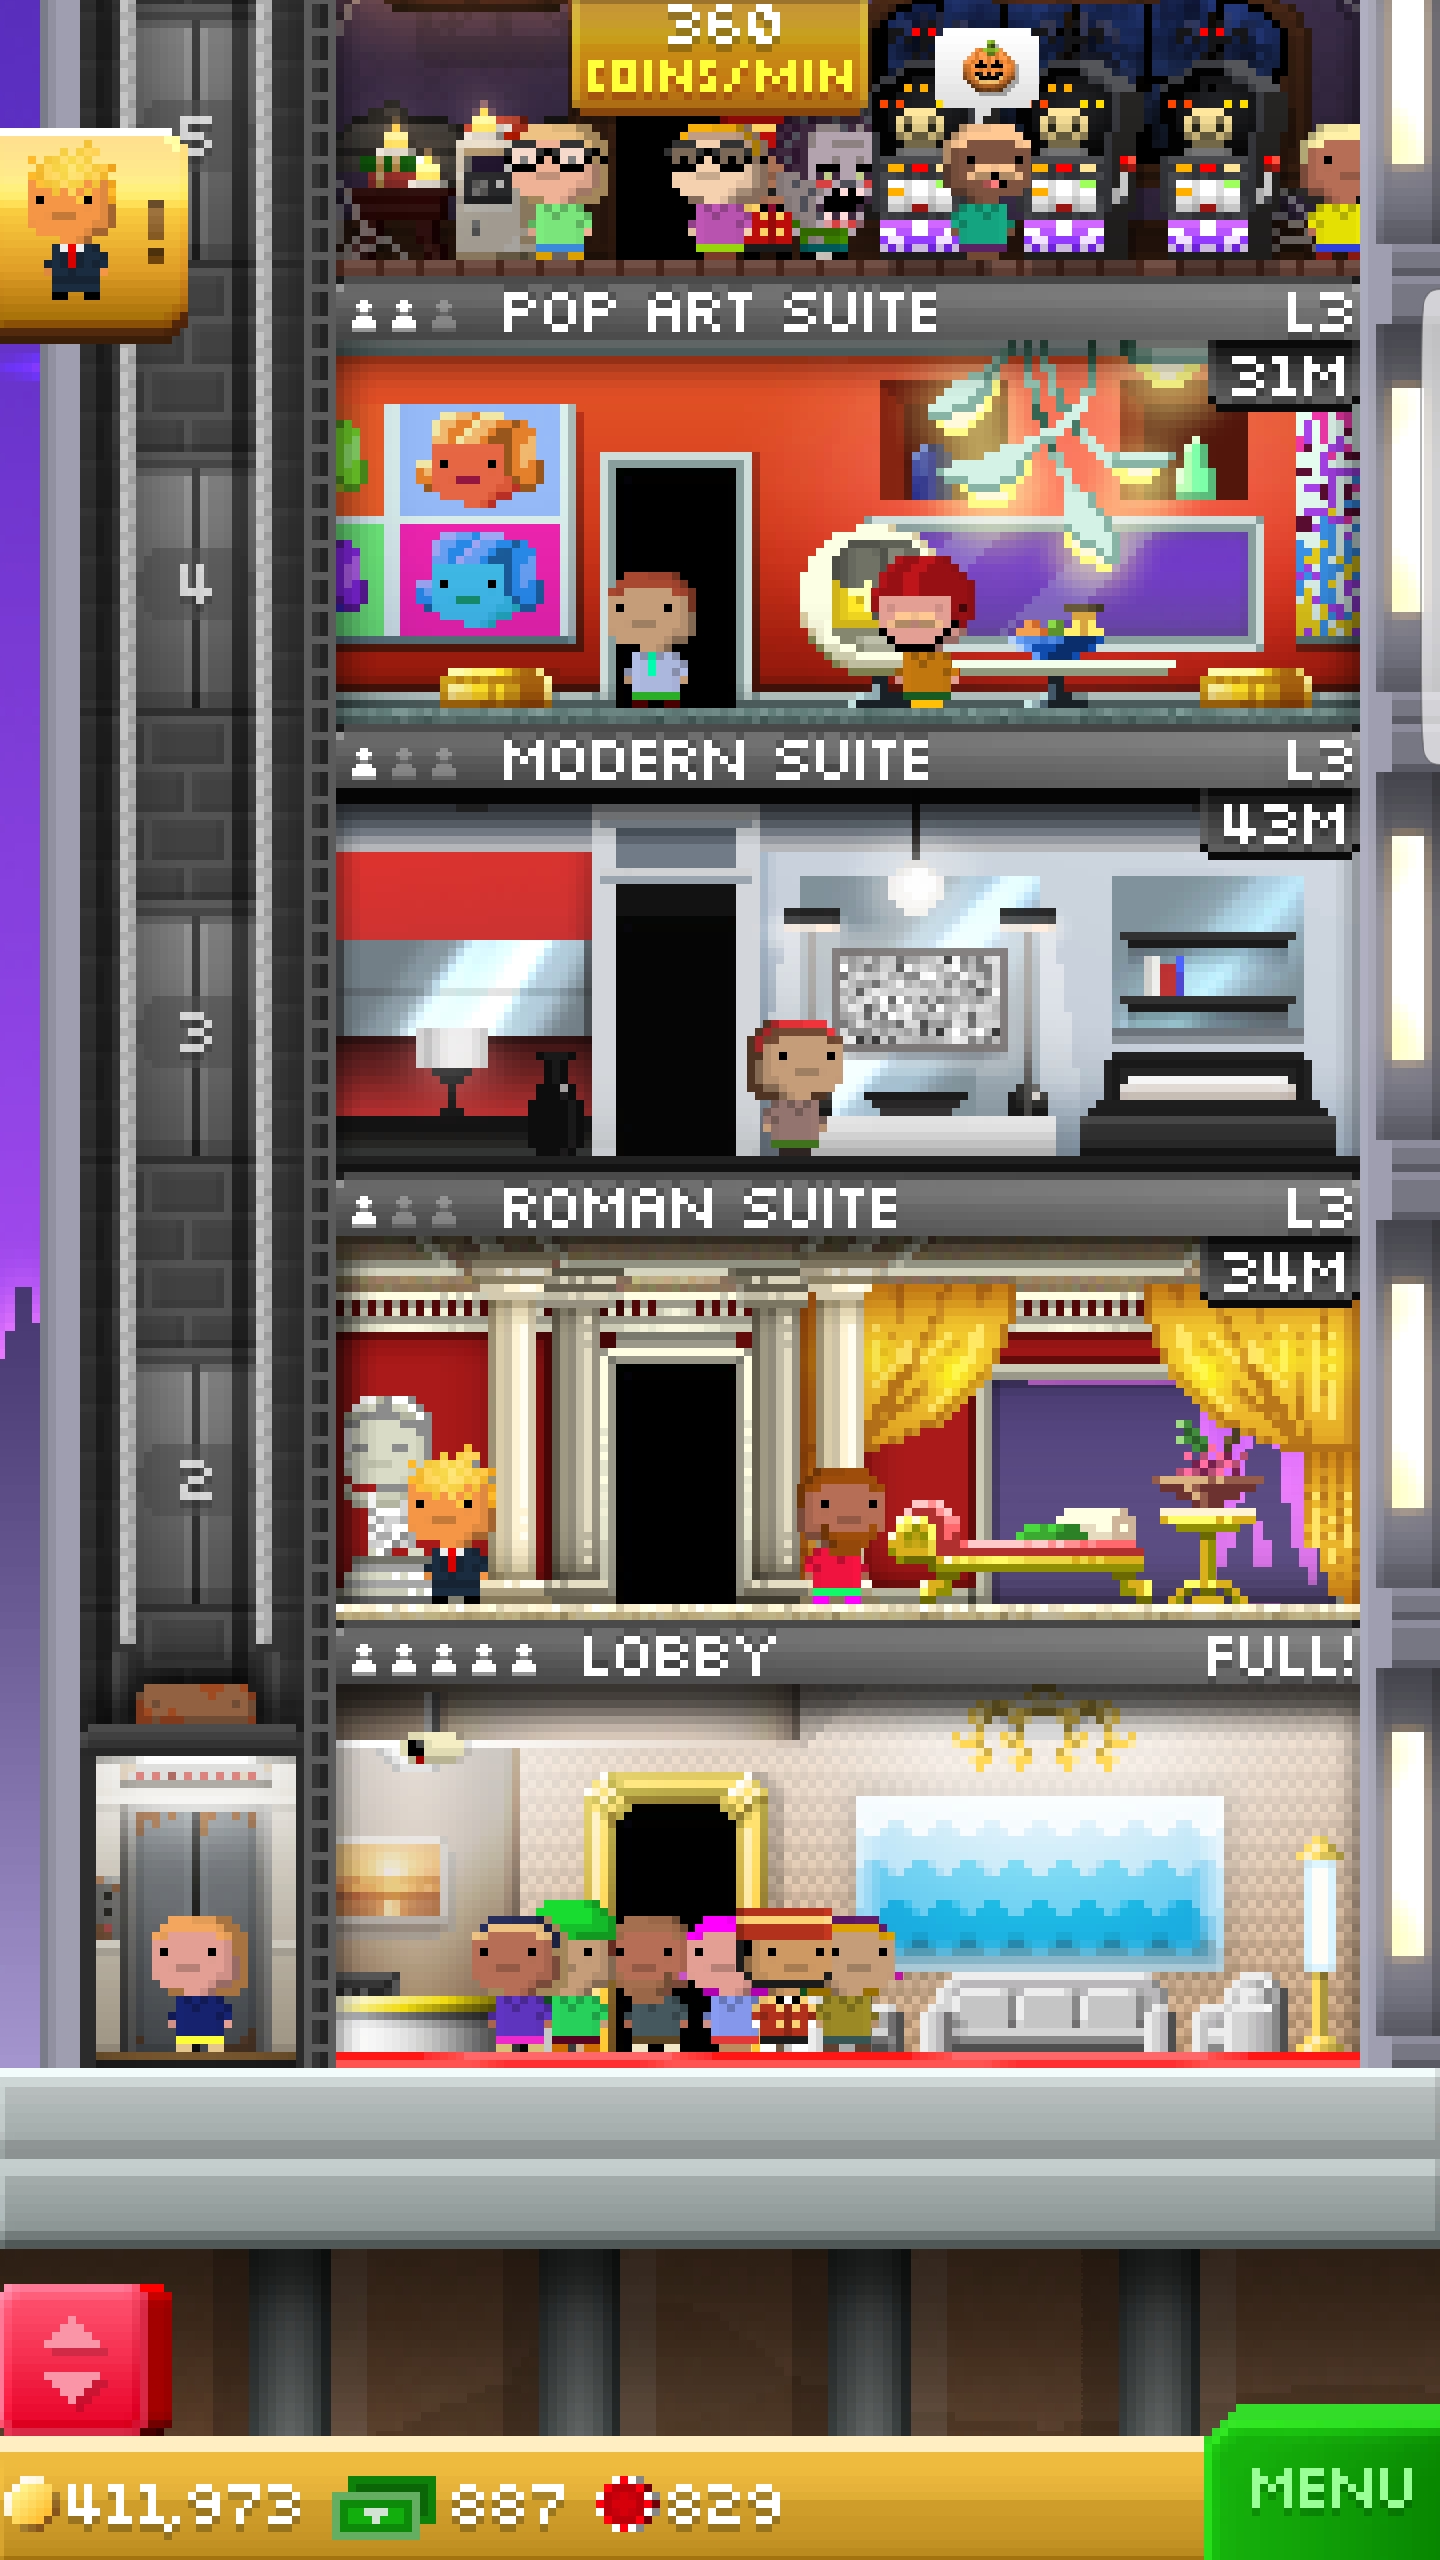 360
COINS/MIN
5
!
POP ART SUITE L3
31M
4
MODERN SUITE L3
43M
3
ROMAN SUITE L3
34M
2
LOBBY FULL!
411,973 887 829
MENU